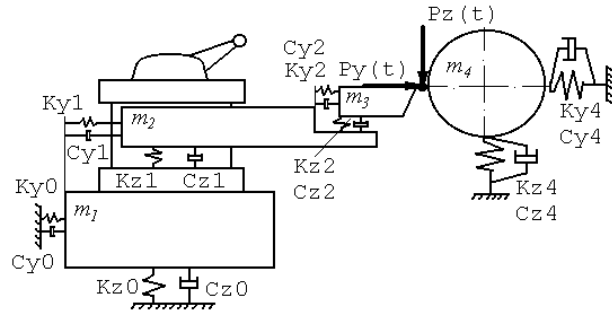 Pz(t)
Cy2
Ky2
Py(t)
m4
m3
Ky1
m2
Cy1
Ky4
Cy4
Kz1
Cz1
Kz2
Cz2
Ky0
Kz4
Cz4
m1
Cy0
Kz0
Cz0